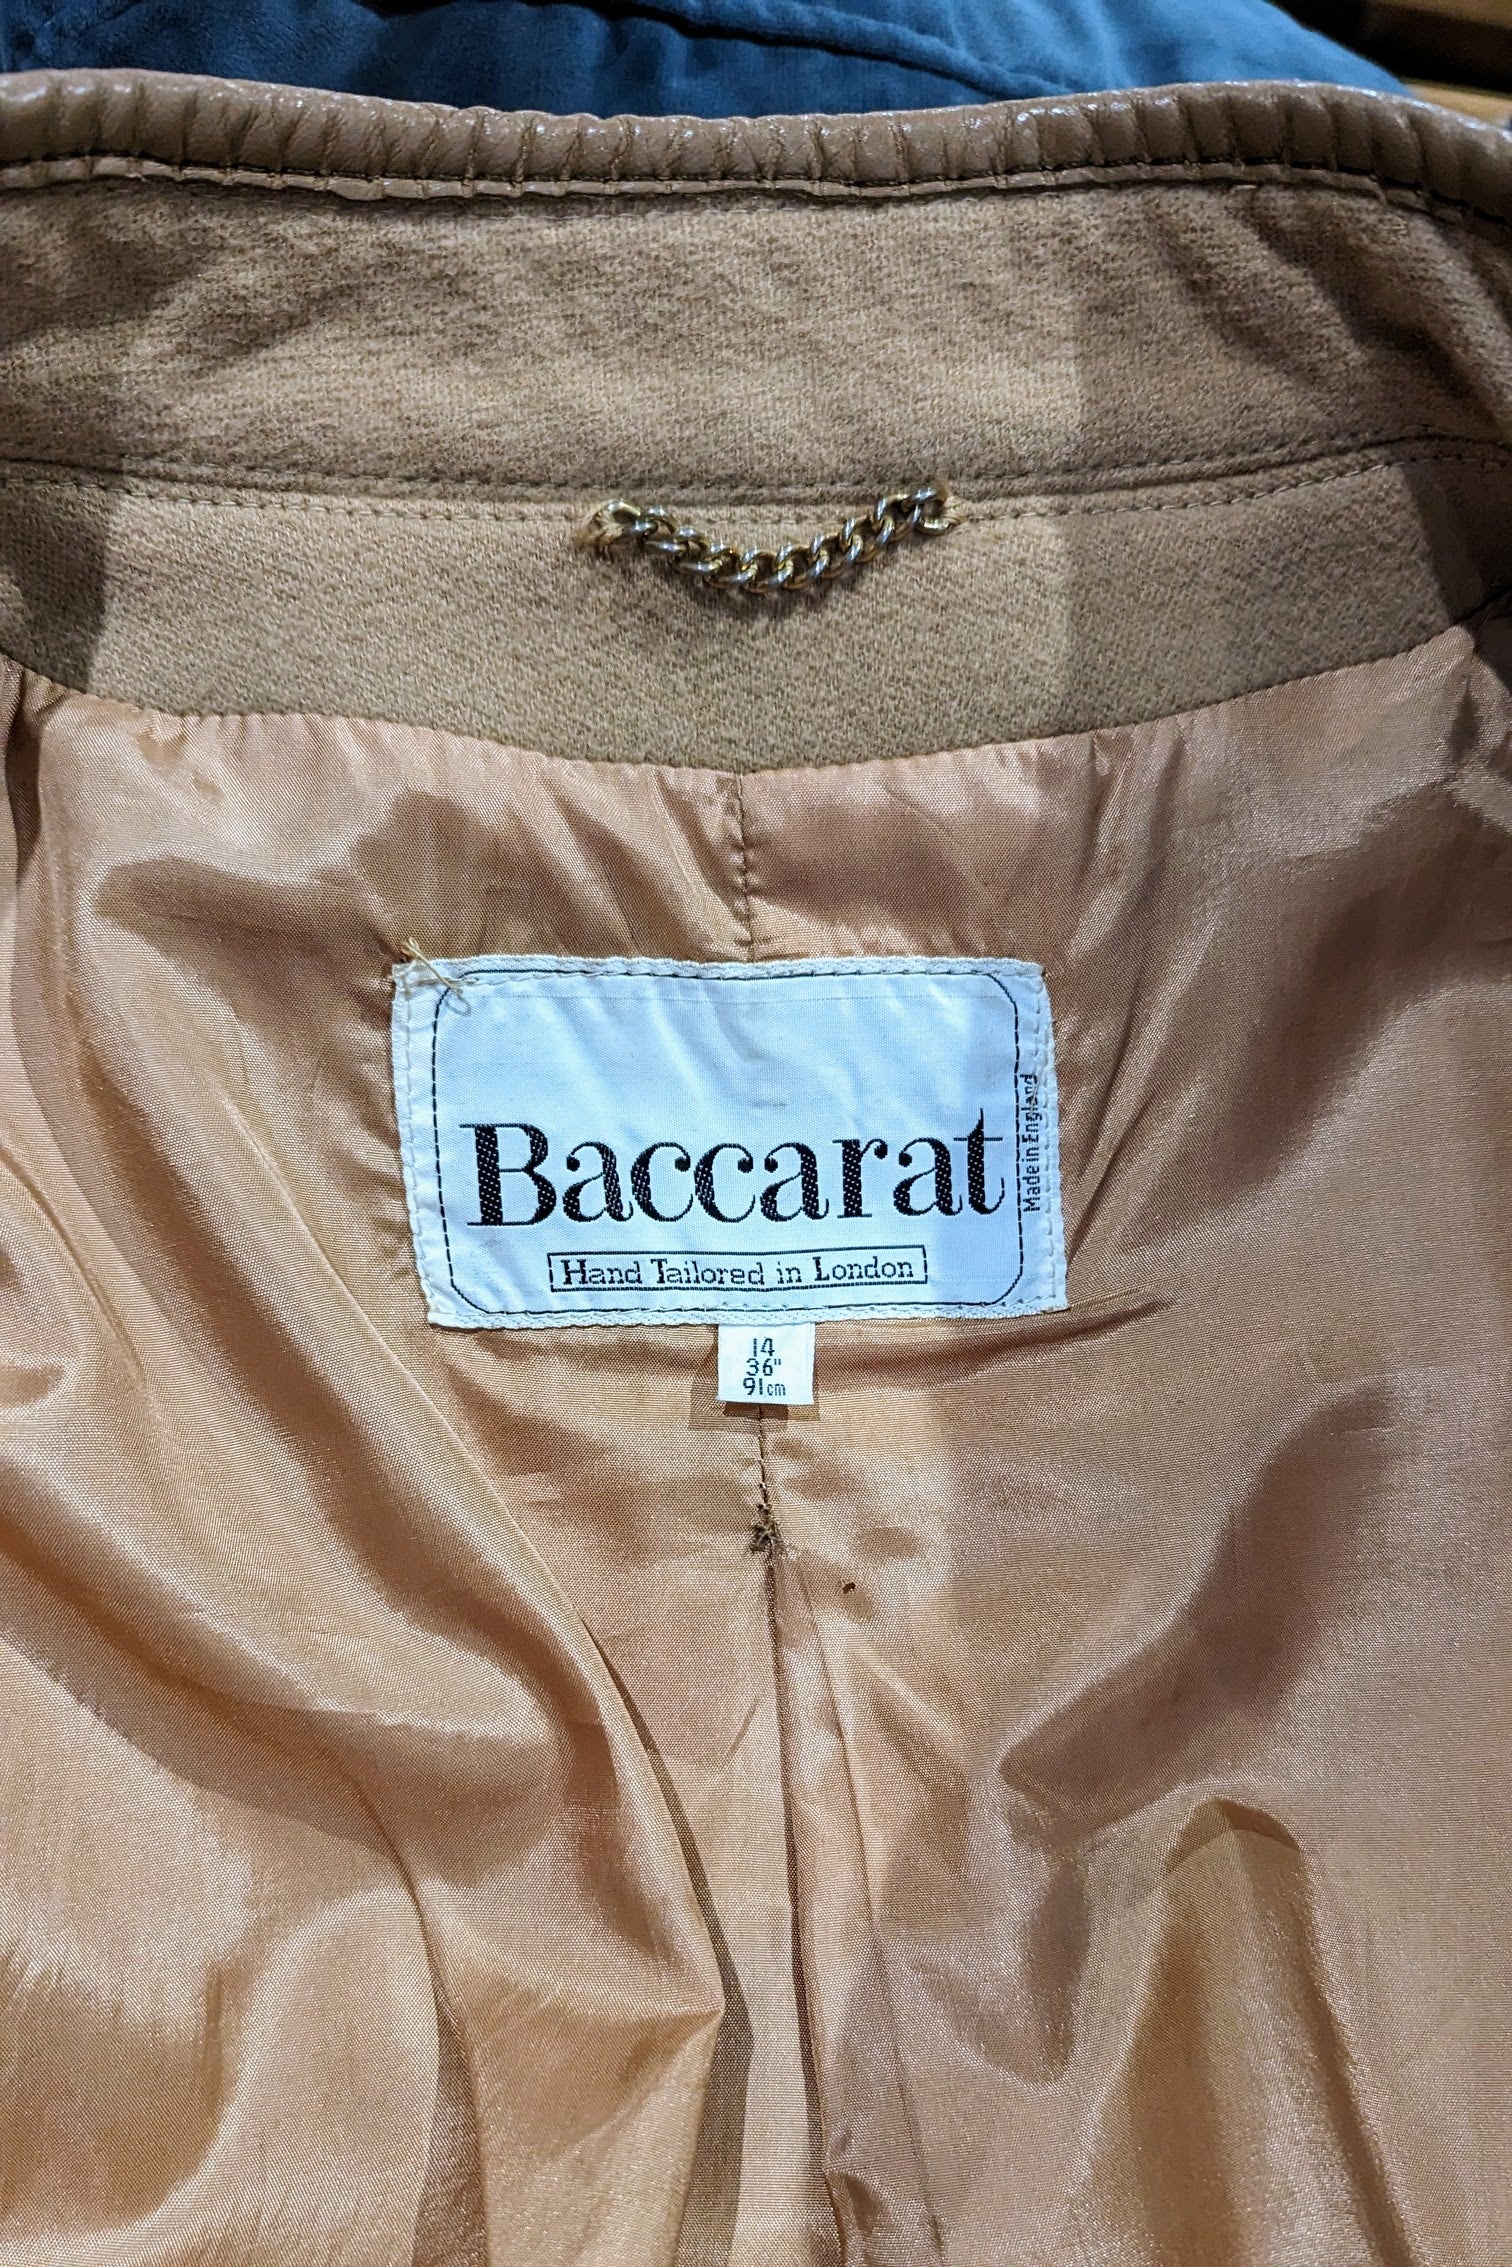 Baccarat
Made in England
Hand Tailored in London
14
36"
91cm